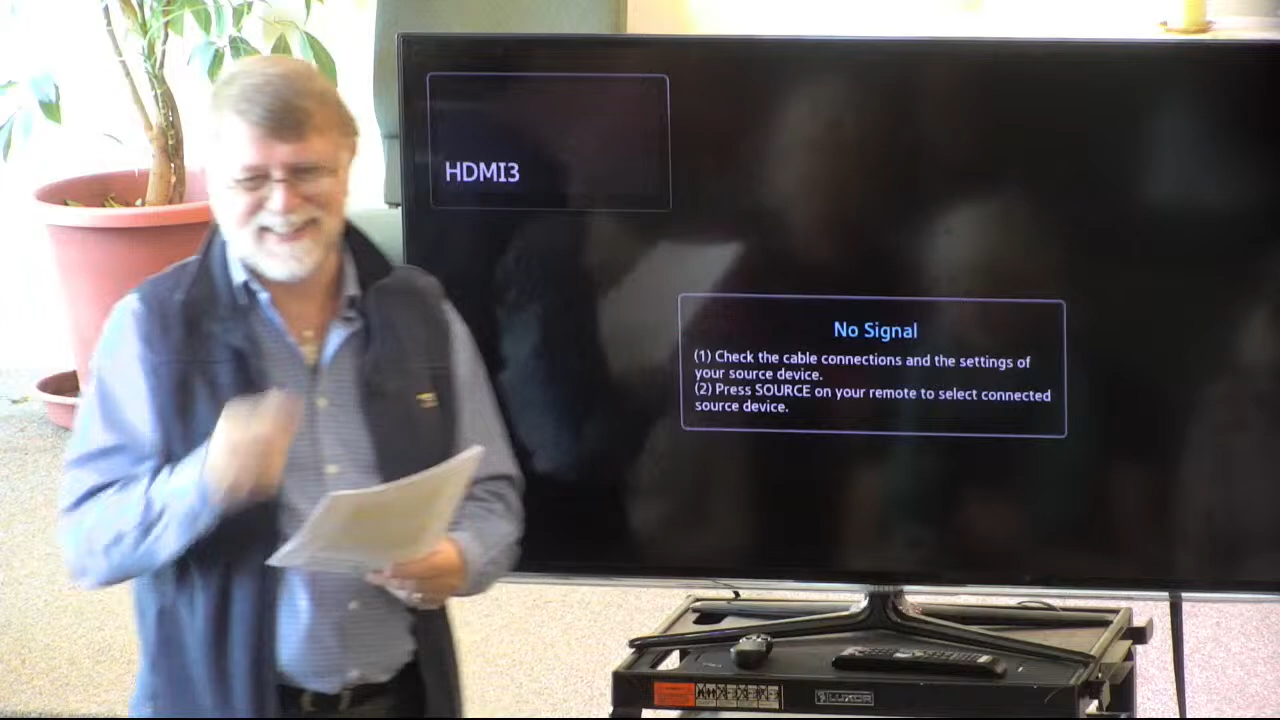 HDMI3
No Signal
(1) Check the cable connections and the settings of
your source device.
(2) Press SOURCE on your remote to select connected
source device.
LUXOR